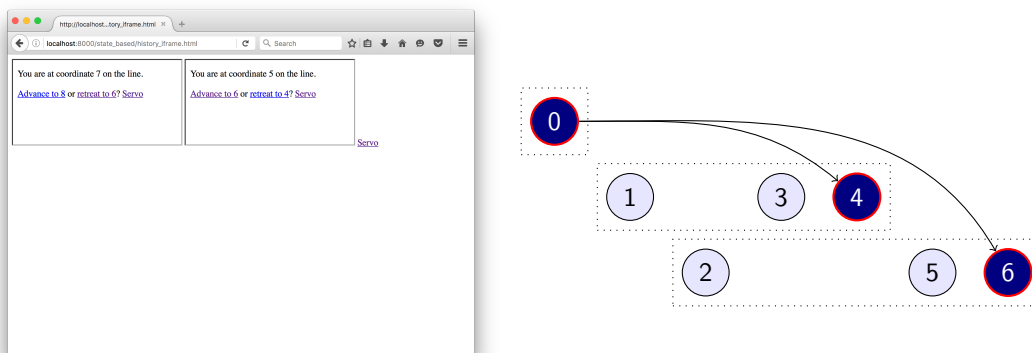 http://localhost...tory_iframe.html × +
localhost:8000/state_based/history_iframe.html Search
You are at coordinate 7 on the line.
Advance to 8 or retreat to 6? Servo
You are at coordinate 5 on the line.
Advance to 6 or retreat to 4? Servo
Servo
0
1 3 4
2 5 6